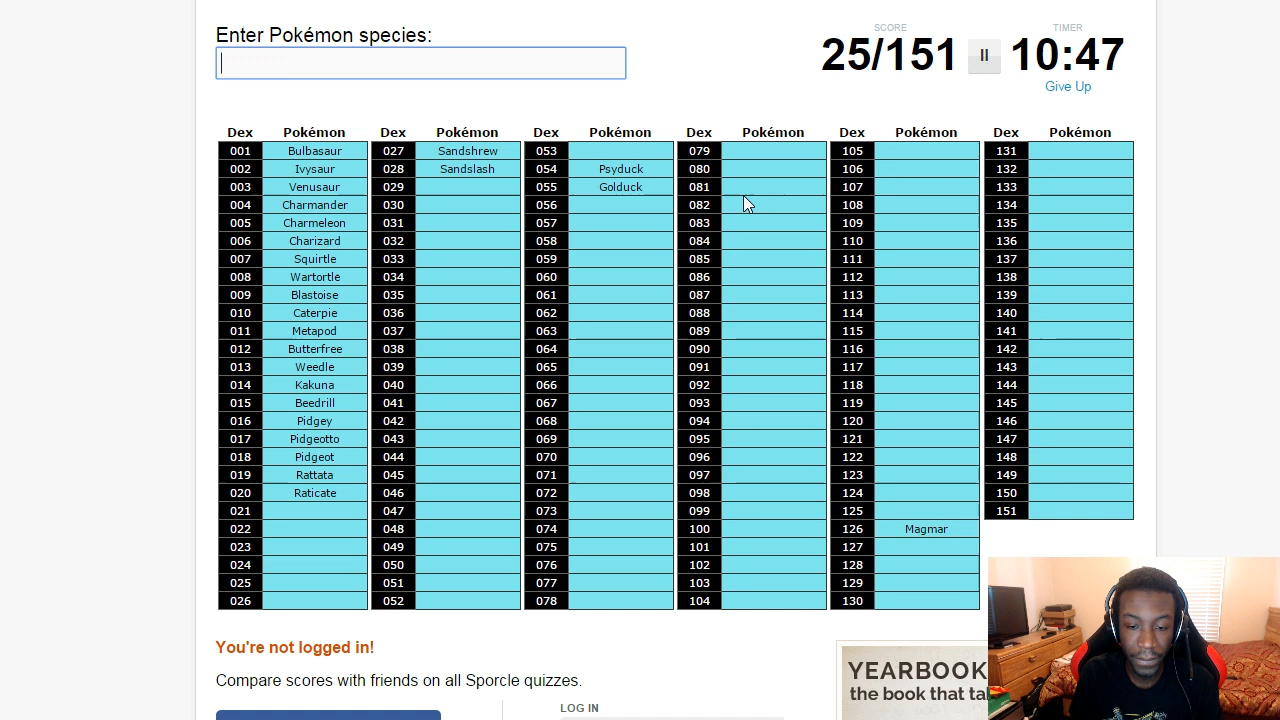 Enter Pokémon species:
SCORE
25/151
TIMER
10:47
Give Up
Dex Pokémon Dex Pokémon Dex Pokémon Dex Pokémon Dex Pokémon Dex Pokémon
001 Bulbasaur 027 Sandshrew 053 079 105 131
002 Ivysaur 028 Sandslash 054 Psyduck 080 106 132
003 Venusaur 029 055 Golduck 081 107 133
004 Charmander 030 056 082 108 134
005 Charmeleon 031 057 083 109 135
006 Charizard 032 058 084 110 136
007 Squirtle 033 059 085 111 137
008 Wartortle 034 060 086 112 138
009 Blastoise 035 061 087 113 139
010 Caterpie 036 062 088 114 140
011 Metapod 037 063 089 115 141
012 Butterfree 038 064 090 116 142
013 Weedle 039 065 091 117 143
014 Kakuna 040 066 092 118 144
015 Beedrill 041 067 093 119 145
016 Pidgey 042 068 094 120 146
017 Pidgeotto 043 069 095 121 147
018 Pidgeot 044 070 096 122 148
019 Rattata 045 071 097 123 149
020 Raticate 046 072 098 124 150
021 047 073 099 125 151
022 048 074 100 126 Magmar
023 049 075 101 127
024 050 076 102 128
025 051 077 103 129
026 052 078 104 130
You're not logged in!
Compare scores with friends on all Sporcle quizzes.
LOG IN
YEARBOOK
the book that ta